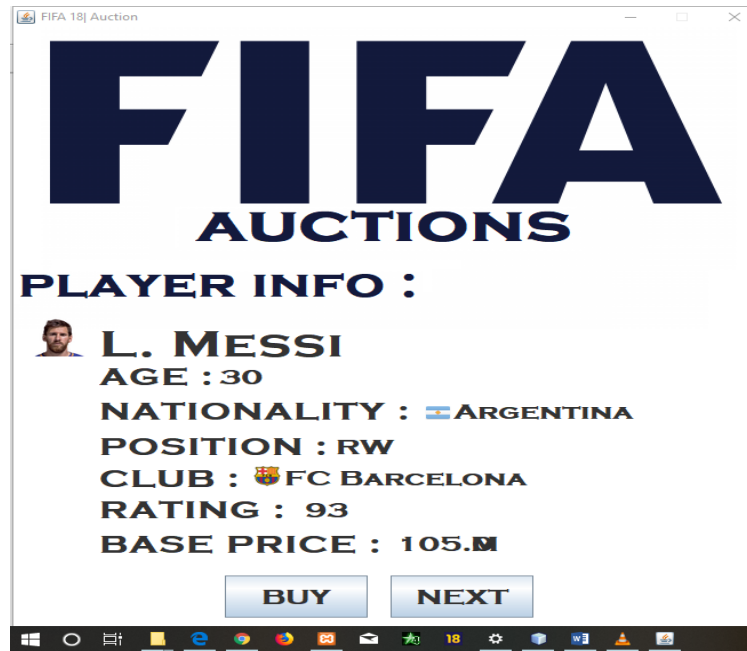 FIFA 18| Auction
FIFA
AUCTIONS
PLAYER INFO :
L. MESSI
AGE : 30
NATIONALITY : ARGENTINA
POSITION : RW
CLUB : FC BARCELONA
RATING : 93
BASE PRICE : 105.
BUY NEXT
18